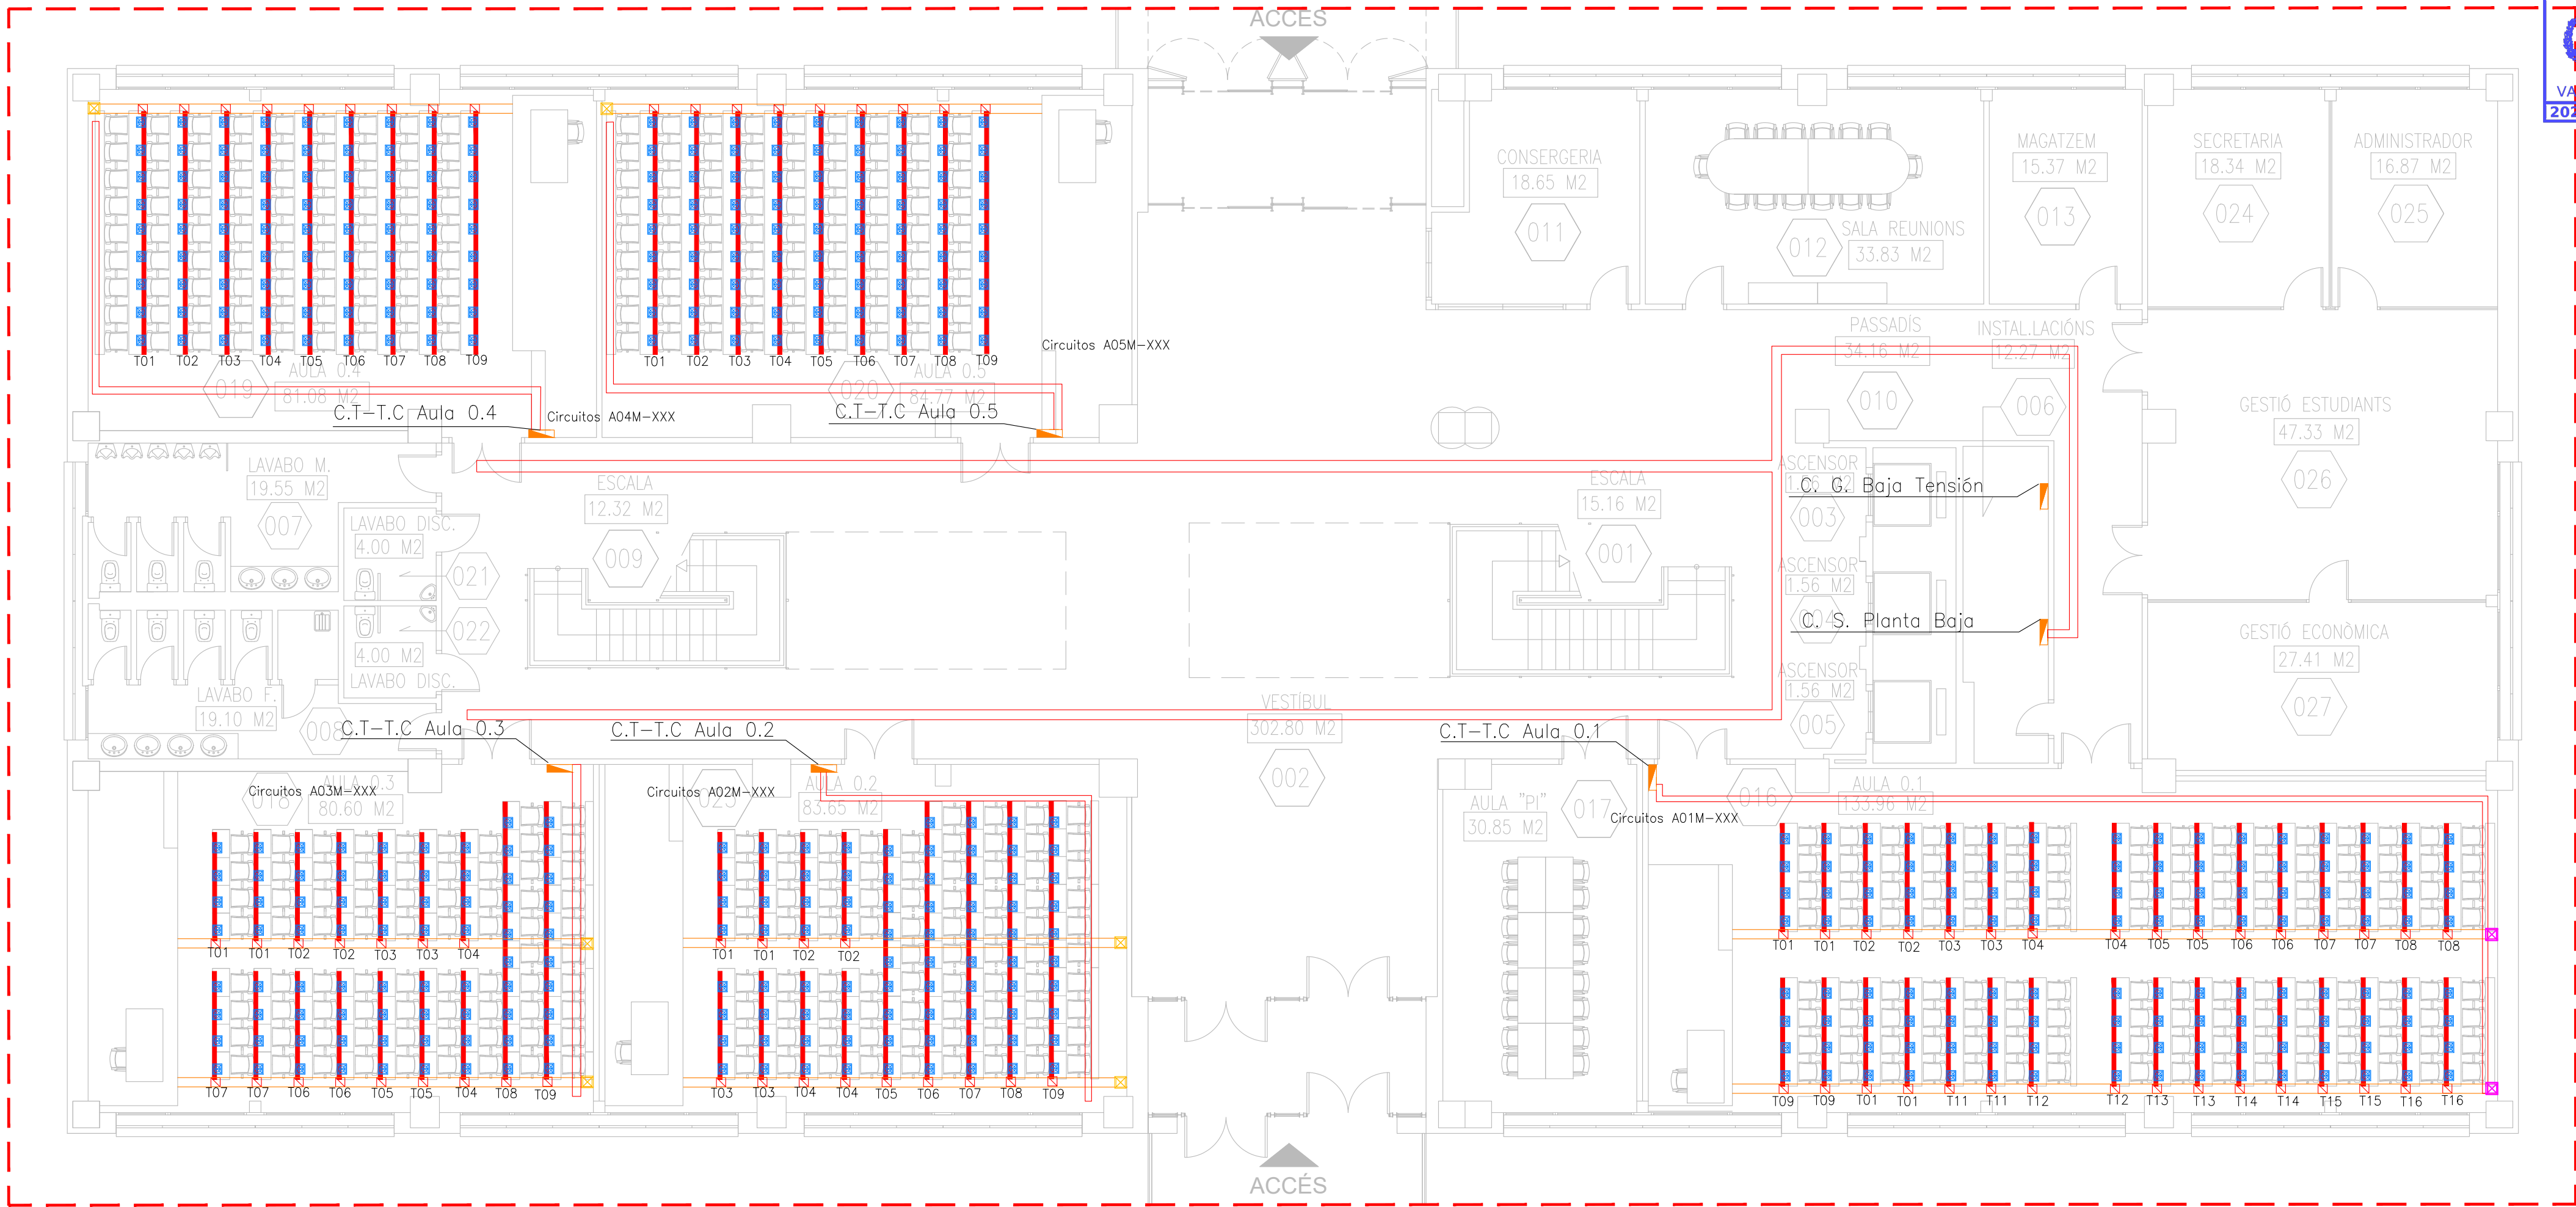 ACCÉS
VA
202
CONSERGERIA
18.65 M2
011
SALA REUNIONS
33.83 M2
012
MAGATZEM
15.37 M2
013
SECRETARIA
18.34 M2
024
ADMINISTRADOR
16.87 M2
025
T01 T02 T03 T04 T05 T06 T07 T08 T09
AULA 0.4
81.08 M2
019
C.T-T.C Aula 0.4
Circuitos A04M-XXX
T01 T02 T03 T04 T05 T06 T07 T08 T09
AULA 0.5
84.77 M2
020
C.T-T.C Aula 0.5
Circuitos A05M-XXX
PASSADÍS
34.16 M2
010
INSTAL.LACIÓNS
12.27 M2
006
GESTIÓ ESTUDIANTS
47.33 M2
026
LAVABO M.
19.55 M2
007
LAVABO DISC.
4.00 M2
021
022
4.00 M2
LAVABO DISC.
LAVABO F.
19.10 M2
008
ESCALA
12.32 M2
009
ESCALA
15.16 M2
001
ASCENSOR
003
C. G. Baja Tensión
ASCENSOR
1.56 M2
004
C. S. Planta Baja
ASCENSOR
1.56 M2
005
GESTIÓ ECONÒMICA
27.41 M2
027
VESTÍBUL
302.80 M2
002
C.T-T.C Aula 0.3
C.T-T.C Aula 0.2
C.T-T.C Aula 0.1
AULA 0.3
80.60 M2
018
Circuitos A03M-XXX
AULA 0.2
83.65 M2
023
Circuitos A02M-XXX
AULA "PI"
30.85 M2
017
016
AULA 0.1
133.96 M2
Circuitos A01M-XXX
T01 T01 T02 T02 T03 T03 T04
T01 T01 T02 T02
T01 T01 T02 T02 T03 T03 T04 T04 T05 T05 T06 T06 T07 T07 T08 T08
T07 T07 T06 T06 T05 T05 T04 T08 T09
T03 T03 T04 T04 T05 T06 T07 T08 T09
T09 T09 T01 T01 T11 T11 T12 T12 T13 T13 T14 T14 T15 T15 T16 T16
ACCÉS